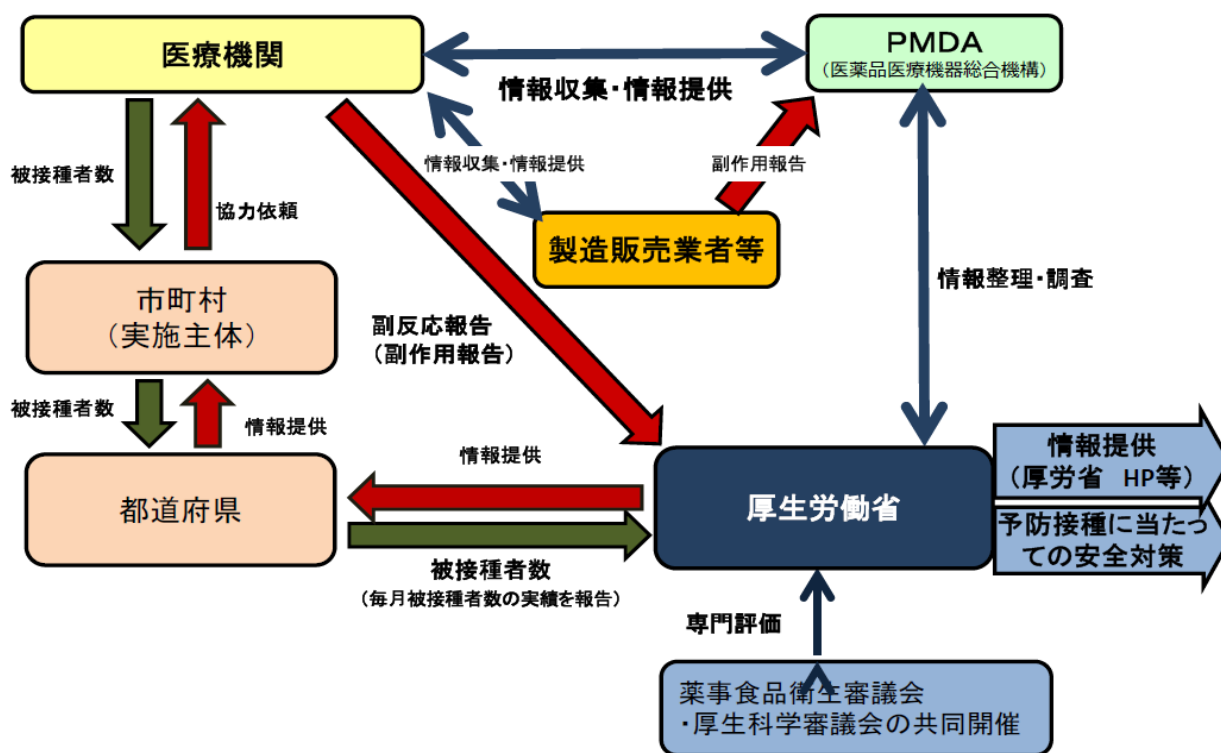 医療機関
PMDA
（医薬品医療機器総合機構）
情報収集・情報提供
被接種者数
協力依頼
情報収集・情報提供
副作用報告
製造販売業者等
市町村
（実施主体）
副反応報告
（副作用報告）
情報整理・調査
被接種者数
情報提供
都道府県
情報提供
厚生労働省
情報提供
（厚労省　HP等）
予防接種に当たっ
ての安全対策
被接種者数
（毎月被接種者数の実績を報告）
専門評価
薬事食品衛生審議会
・厚生科学審議会の共同開催